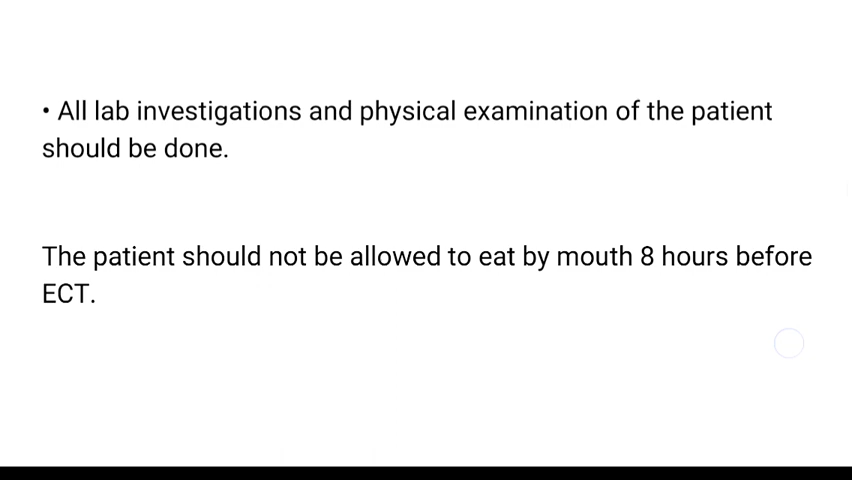 • All lab investigations and physical examination of the patient
should be done.
The patient should not be allowed to eat by mouth 8 hours before
ECT.